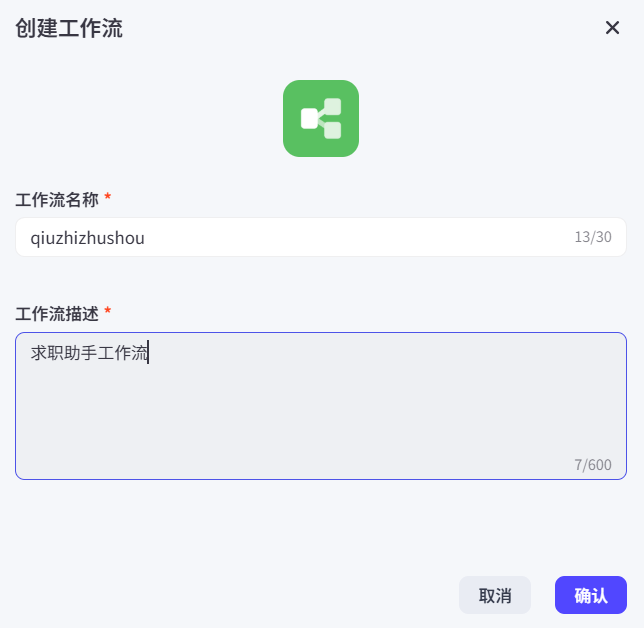 创建工作流
工作流名称 *
qiuzhizhushou 13/30
工作流描述 *
求职助手工作流
7/600
取消 确认